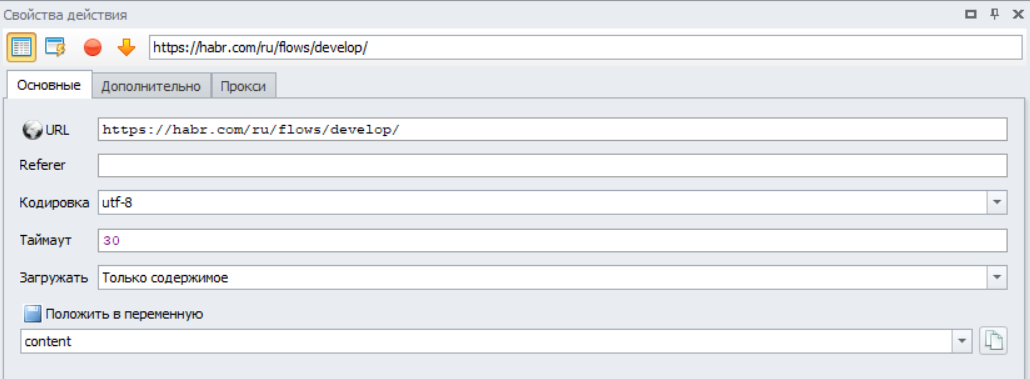 Свойства действия
https://habr.com/ru/flows/develop/
Основные Дополнительно Прокси
URL https://habr.com/ru/flows/develop/
Referer
Кодировка utf-8
Таймаут 30
Загружать Только содержимое
Положить в переменную
content